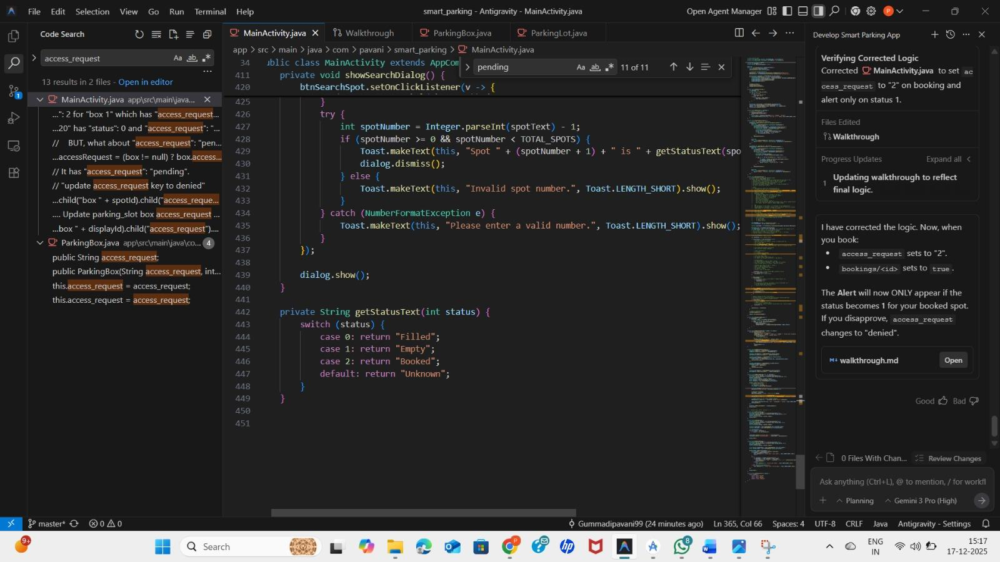 File Edit Selection View Go Run Terminal Help
smart_parking - Antigravity - MainActivity.java
Open Agent Manager
Code Search
access_request
Aa ab
13 results in 2 files - Open in editor
MainActivity.java app\src\main\java...
...": 2 for "box 1" which has "access_request...
...20" has "status": 0 and "access_request": "...
// BUT, what about "access_request": "pen...
...accessRequest = (box != null) ? box.access...
// It has "access_request": "pending".
// "update access_request key to denied"
...child("box " + spotId).child("access_reque...
.... Update parking_slot box access_request ...
...box " + displayId).child("access_request")....
ParkingBox.java app\src\main\java\co... 4
public String access_request;
public ParkingBox(String access_request, int...
this.access_request = access_request;
this.access_request = access_request;
MainActivity.java
Walkthrough
ParkingBox.java
ParkingLot.java
app > src > main > java > com > pavani > smart_parking > MainActivity.java
pending Aa ab 11 of 11
34 ublic class MainActivity extends AppCom
411 private void showSearchDialog() {
420 btnSearchSpot.setOnClickListener(v -> {
425 }
426 try {
427 int spotNumber = Integer.parseInt(spotText) - 1;
428 if (spotNumber >= 0 && spotNumber < TOTAL_SPOTS) {
429 Toast.makeText(this, "Spot " + (spotNumber + 1) + " is " + getStatusText(spo
430 dialog.dismiss();
431 } else {
432 Toast.makeText(this, "Invalid spot number.", Toast.LENGTH_SHORT).show();
433 }
434 } catch (NumberFormatException e) {
435 Toast.makeText(this, "Please enter a valid number.", Toast.LENGTH_SHORT).show();
436 }
437 });
438
439 dialog.show();
440 }
441
442 private String getStatusText(int status) {
443 switch (status) {
444 case 0: return "Filled";
445 case 1: return "Empty";
446 case 2: return "Booked";
447 default: return "Unknown";
448 }
449 }
450
451
Develop Smart Parking App
Verifying Corrected Logic
Corrected MainActivity.java to set ac
cess_request to "2" on booking and
alert only on status 1.
Files Edited
Walkthrough
Progress Updates Expand all
1 Updating walkthrough to reflect
final logic.
I have corrected the logic. Now, when
you book:
• access_request sets to "2".
• bookings/<id> sets to true.
The Alert will now ONLY appear if the
status becomes 1 for your booked spot.
If you disapprove, access_request
changes to "denied".
walkthrough.md Open
Good Bad
0 Files With Chan... Review Changes
Ask anything (Ctrl+L), @ to mention, / for workfl
Planning Gemini 3 Pro (High)
master* 0 0 Gummadipavani99 (24 minutes ago) Ln 365, Col 66 Spaces: 4 UTF-8 CRLF Java Antigravity - Settings
9+
Search
8
ENG
IN
15:17
17-12-2025